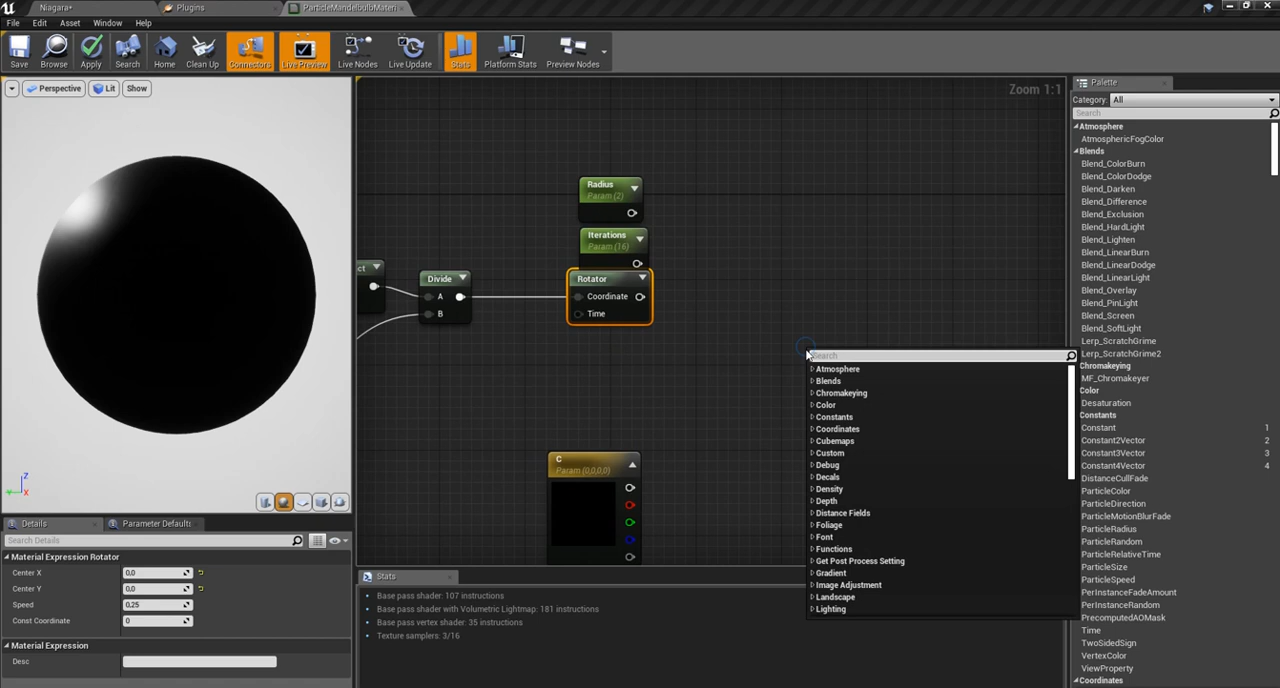 Niagara+
Plugins
ParticleMandelbulbMateri
File
Edit
Asset
Window
Help
Save
Browse
Apply
Search
Home
Clean Up
Connectors
Live Preview
Live Nodes
Live Update
Stats
Platform Stats
Preview Nodes
Perspective
Lit
Show
Z
Y
X
Details
Parameter Default:
Search Details
Material Expression Rotator
Center X
0,0
Center Y
0,0
Speed
0,25
Const Coordinate
0
Material Expression
Desc
Zoom 1:1
Radius
Param (2)
Iterations
Param (16)
ct
Divide
A
B
Rotator
Coordinate
Time
C
Param (0,0,0,0)
Search
Atmosphere
Blends
Chromakeying
Color
Constants
Coordinates
Cubemaps
Custom
Debug
Decals
Density
Depth
Distance Fields
Foliage
Font
Functions
Get Post Process Setting
Gradient
Image Adjustment
Landscape
Lighting
Stats
Base pass shader: 107 instructions
Base pass shader with Volumetric Lightmap: 181 instructions
Base pass vertex shader: 35 instructions
Texture samplers: 3/16
Palette
Category: All
Search
Atmosphere
AtmosphericFogColor
Blends
Blend_ColorBurn
Blend_ColorDodge
Blend_Darken
Blend_Difference
Blend_Exclusion
Blend_HardLight
Blend_Lighten
Blend_LinearBurn
Blend_LinearDodge
Blend_LinearLight
Blend_Overlay
Blend_PinLight
Blend_Screen
Blend_SoftLight
Lerp_ScratchGrime
Lerp_ScratchGrime2
Chromakeying
MF_Chromakeyer
Color
Desaturation
Constants
Constant 1
Constant2Vector 2
Constant3Vector 3
Constant4Vector 4
DistanceCullFade
ParticleColor
ParticleDirection
ParticleMotionBlurFade
ParticleRadius
ParticleRandom
ParticleRelativeTime
ParticleSize
ParticleSpeed
PerInstanceFadeAmount
PerInstanceRandom
PrecomputedAOMask
Time
TwoSidedSign
VertexColor
ViewProperty
Coordinates